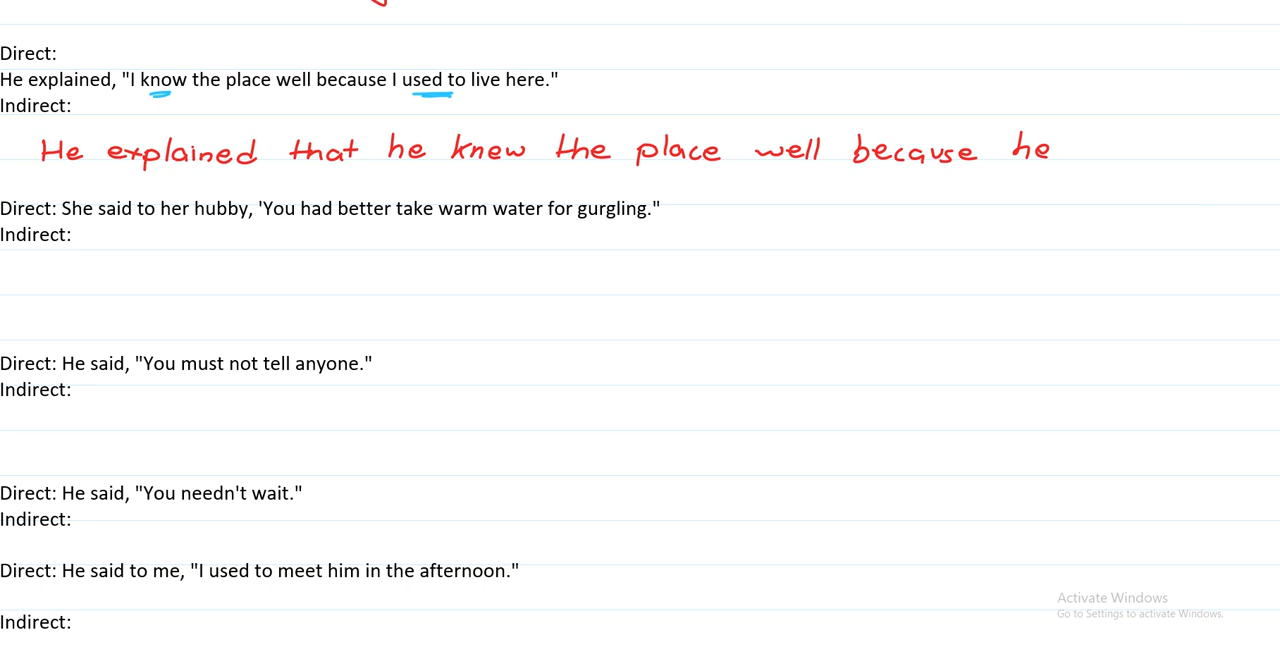 Direct:
He explained, "I know the place well because I used to live here."
Indirect:
He explained that he knew the place well because he
Direct: She said to her hubby, 'You had better take warm water for gurgling."
Indirect:
Direct: He said, "You must not tell anyone."
Indirect:
Direct: He said, "You needn't wait."
Indirect:
Direct: He said to me, "I used to meet him in the afternoon."
Indirect:
Activate Windows
Go to Settings to activate Windows.